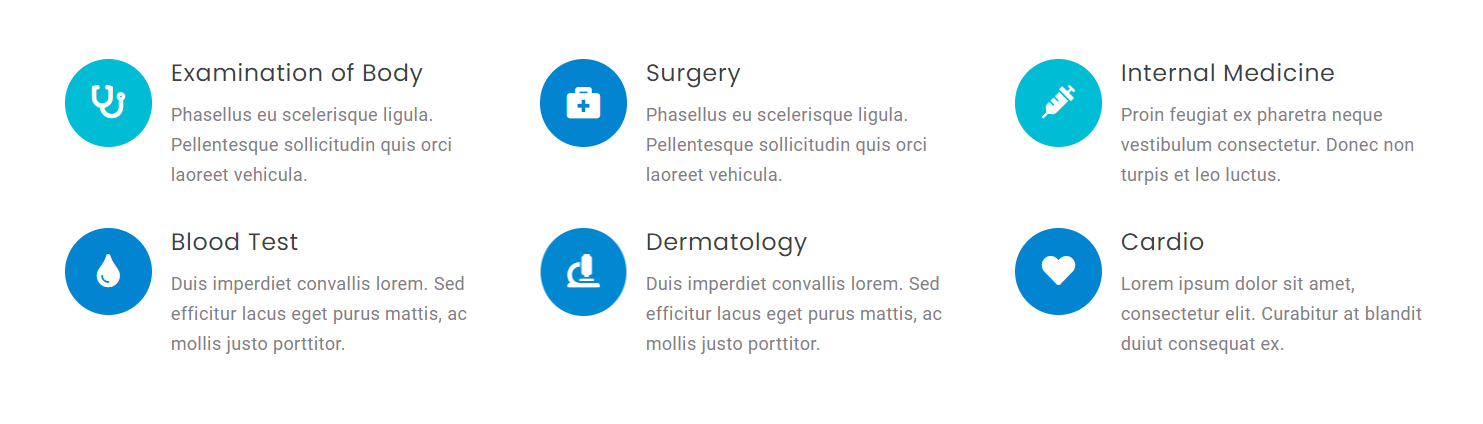 Examination of Body
Phasellus eu scelerisque ligula.
Pellentesque sollicitudin quis orci
laoreet vehicula.
Surgery
Phasellus eu scelerisque ligula.
Pellentesque sollicitudin quis orci
laoreet vehicula.
Internal Medicine
Proin feugiat ex pharetra neque
vestibulum consectetur. Donec non
turpis et leo luctus.
Blood Test
Duis imperdiet convallis lorem. Sed
efficitur lacus eget purus mattis, ac
mollis justo porttitor.
Dermatology
Duis imperdiet convallis lorem. Sed
efficitur lacus eget purus mattis, ac
mollis justo porttitor.
Cardio
Lorem ipsum dolor sit amet,
consectetur elit. Curabitur at blandit
duiut consequat ex.